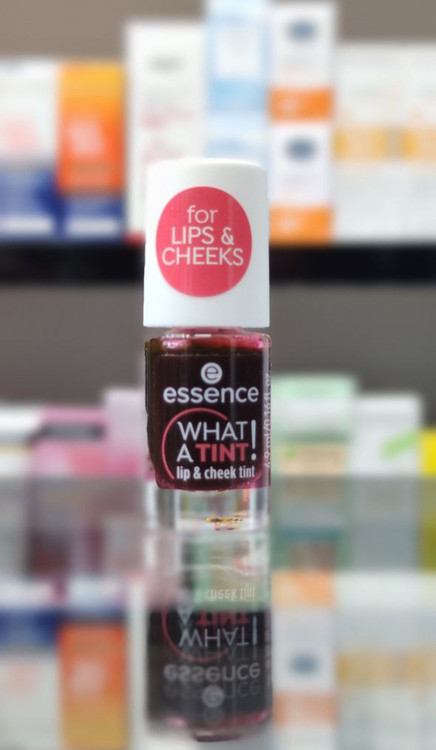 for
LIPS &
CHEEKS
e
essence
WHAT
A TINT!
lip & cheek tint